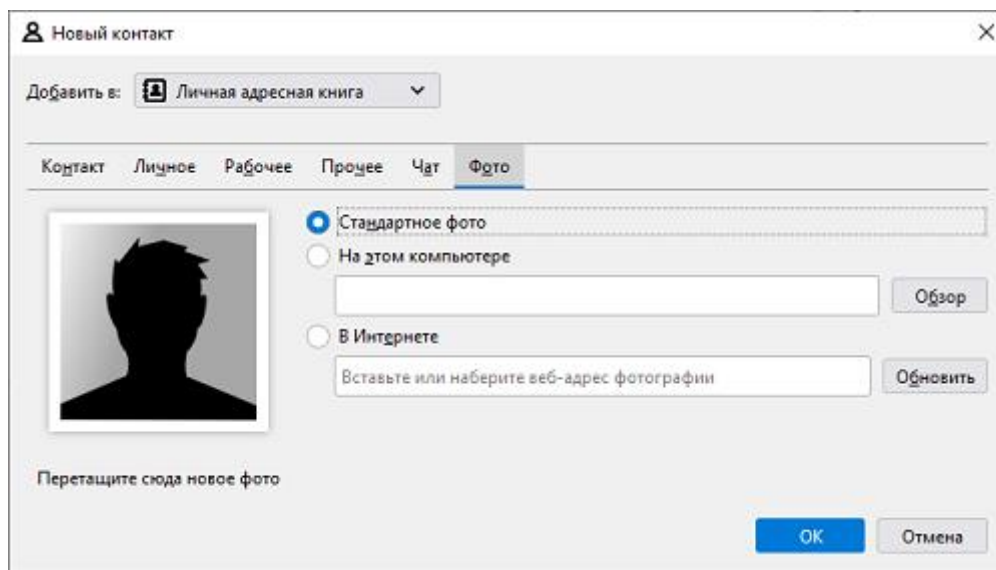 Новый контакт
Добавить в: Личная адресная книга
Контакт Личное Рабочее Прочее Чат Фото
Стандартное фото
На этом компьютере
Обзор
В Интернете
Вставьте или наберите веб-адрес фотографии Обновить
Перетащите сюда новое фото
ОК Отмена